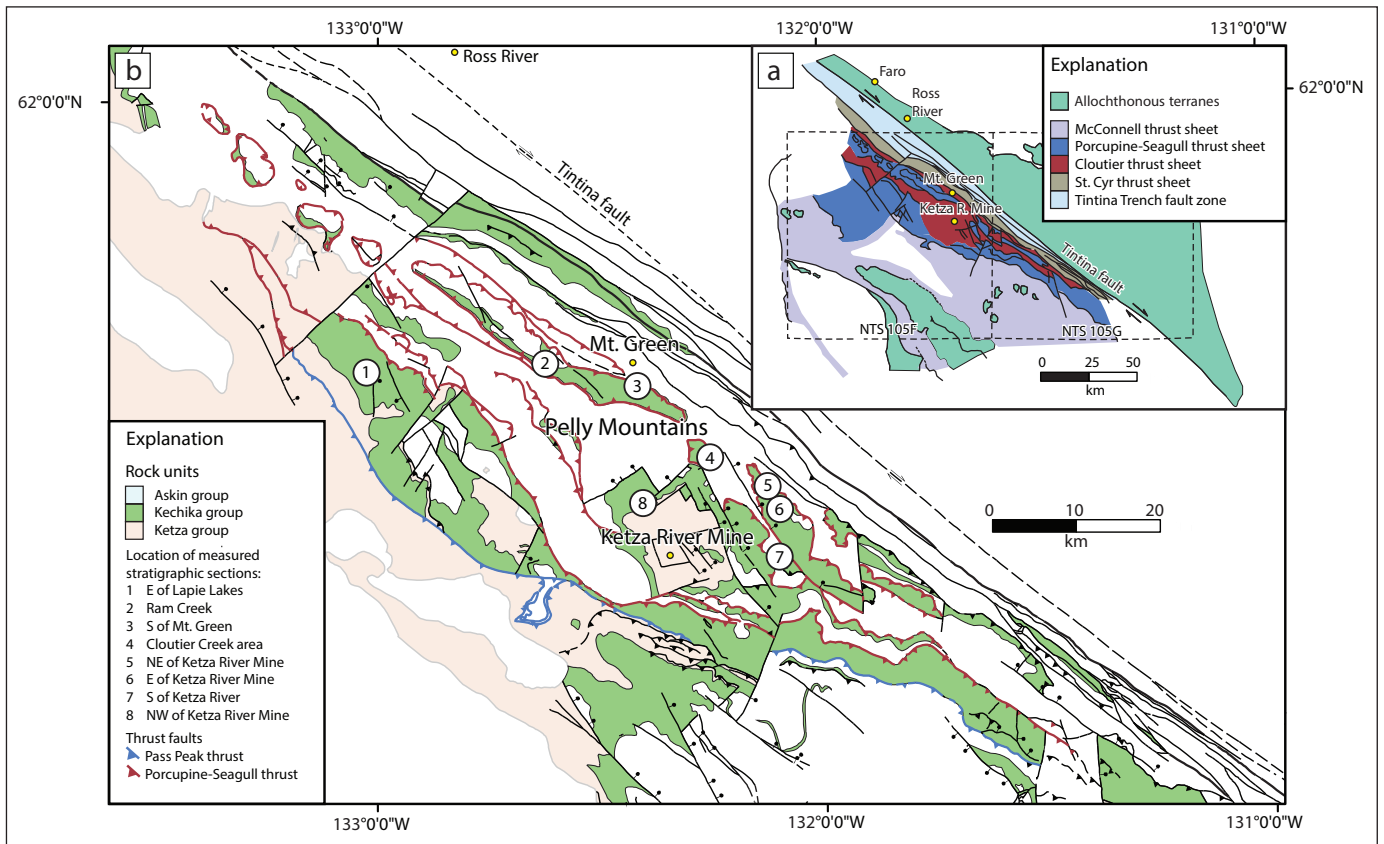 133°0'0"W
132°0'0"W
131°0'0"W
62°0'0"N
62°0'0"N
b
Ross River
Tintina fault
Mt. Green
Pelly Mountains
Ketza River Mine
1
2
3
4
5
6
7
8
0 10 20
km
a
Faro
Ross
River
Mt. Green
Ketza R. Mine
Tintina fault
NTS 105F
NTS 105G
0 25 50
km
Explanation
Allochthonous terranes
McConnell thrust sheet
Porcupine-Seagull thrust sheet
Cloutier thrust sheet
St. Cyr thrust sheet
Tintina Trench fault zone
Explanation
Rock units
Askin group
Kechika group
Ketza group
Location of measured
stratigraphic sections:
1 E of Lapie Lakes
2 Ram Creek
3 S of Mt. Green
4 Cloutier Creek area
5 NE of Ketza River Mine
6 E of Ketza River Mine
7 S of Ketza River
8 NW of Ketza River Mine
Thrust faults
Pass Peak thrust
Porcupine-Seagull thrust
133°0'0"W
132°0'0"W
131°0'0"W